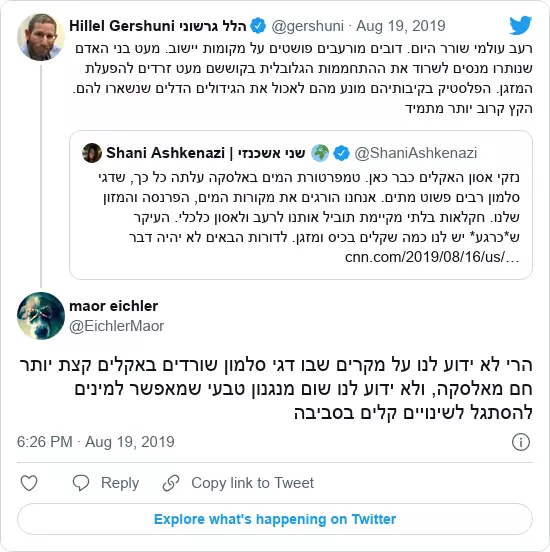 Hillel Gershuni הלל גרשוני @gershuni · Aug 19, 2019
רעב עולמי שורר היום. דובים מורעבים פושטים על מקומות יישוב. מעט בני האדם
שנותרו מנסים לשרוד את ההתחממות הגלובלית בקוששם מעט זרדים להפעלת
המזגן. הפלסטיק בקיבותיהם מונע מהם לאכול את הגידולים הדלים שנשארו להם.
הקץ קרוב יותר מתמיד
Shani Ashkenazi | שני אשכנזי 🌍 @ShaniAshkenazi
נזקי אסון האקלים כבר כאן. טמפרטורת המים באלסקה עלתה כל כך, שדגי
סלמון רבים פשוט מתים. אנחנו הורגים את מקורות המים, הפרנסה והמזון
שלנו. חקלאות בלתי מקיימת תוביל אותנו לרעב ולאסון כלכלי. העיקר
ש*כרגע* יש לנו כמה שקלים בכיס ומזגן. לדורות הבאים לא יהיה דבר
cnn.com/2019/08/16/us/…
maor eichler
@EichlerMaor
הרי לא ידוע לנו על מקרים שבו דגי סלמון שורדים באקלים קצת יותר
חם מאלסקה, ולא ידוע לנו שום מנגנון טבעי שמאפשר למינים
להסתגל לשינויים קלים בסביבה
6:26 PM · Aug 19, 2019
Reply Copy link to Tweet
Explore what's happening on Twitter